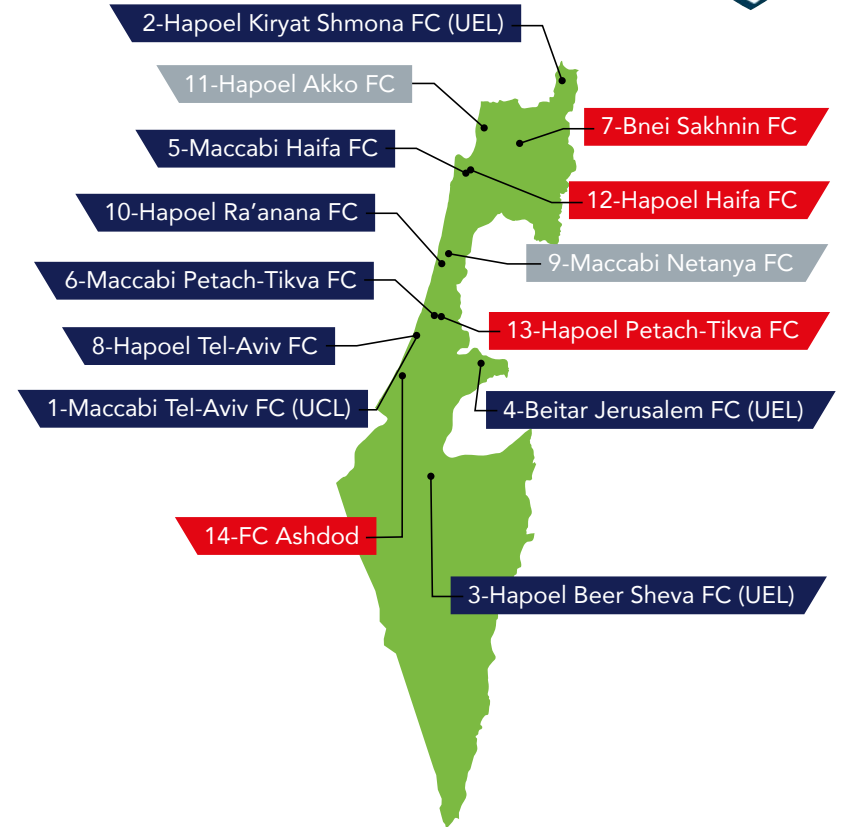 2-Hapoel Kiryat Shmona FC (UEL)
11-Hapoel Akko FC
7-Bnei Sakhnin FC
5-Maccabi Haifa FC
12-Hapoel Haifa FC
10-Hapoel Ra’anana FC
9-Maccabi Netanya FC
6-Maccabi Petach-Tikva FC
13-Hapoel Petach-Tikva FC
8-Hapoel Tel-Aviv FC
1-Maccabi Tel-Aviv FC (UCL)
4-Beitar Jerusalem FC (UEL)
14-FC Ashdod
3-Hapoel Beer Sheva FC (UEL)